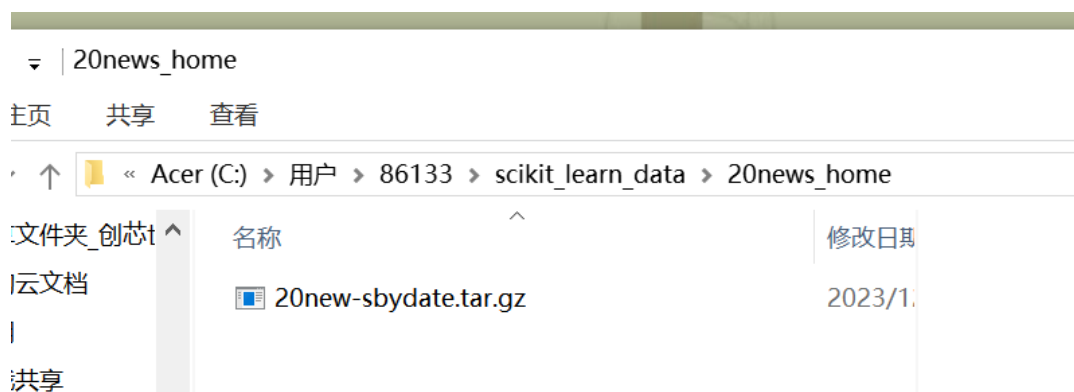 20news_home
主页 共享 查看
« Acer (C:) > 用户 > 86133 > scikit_learn_data > 20news_home
文件夹_创芯
名称 修改日期
云文档
20new-sbydate.tar.gz 2023/1
共享